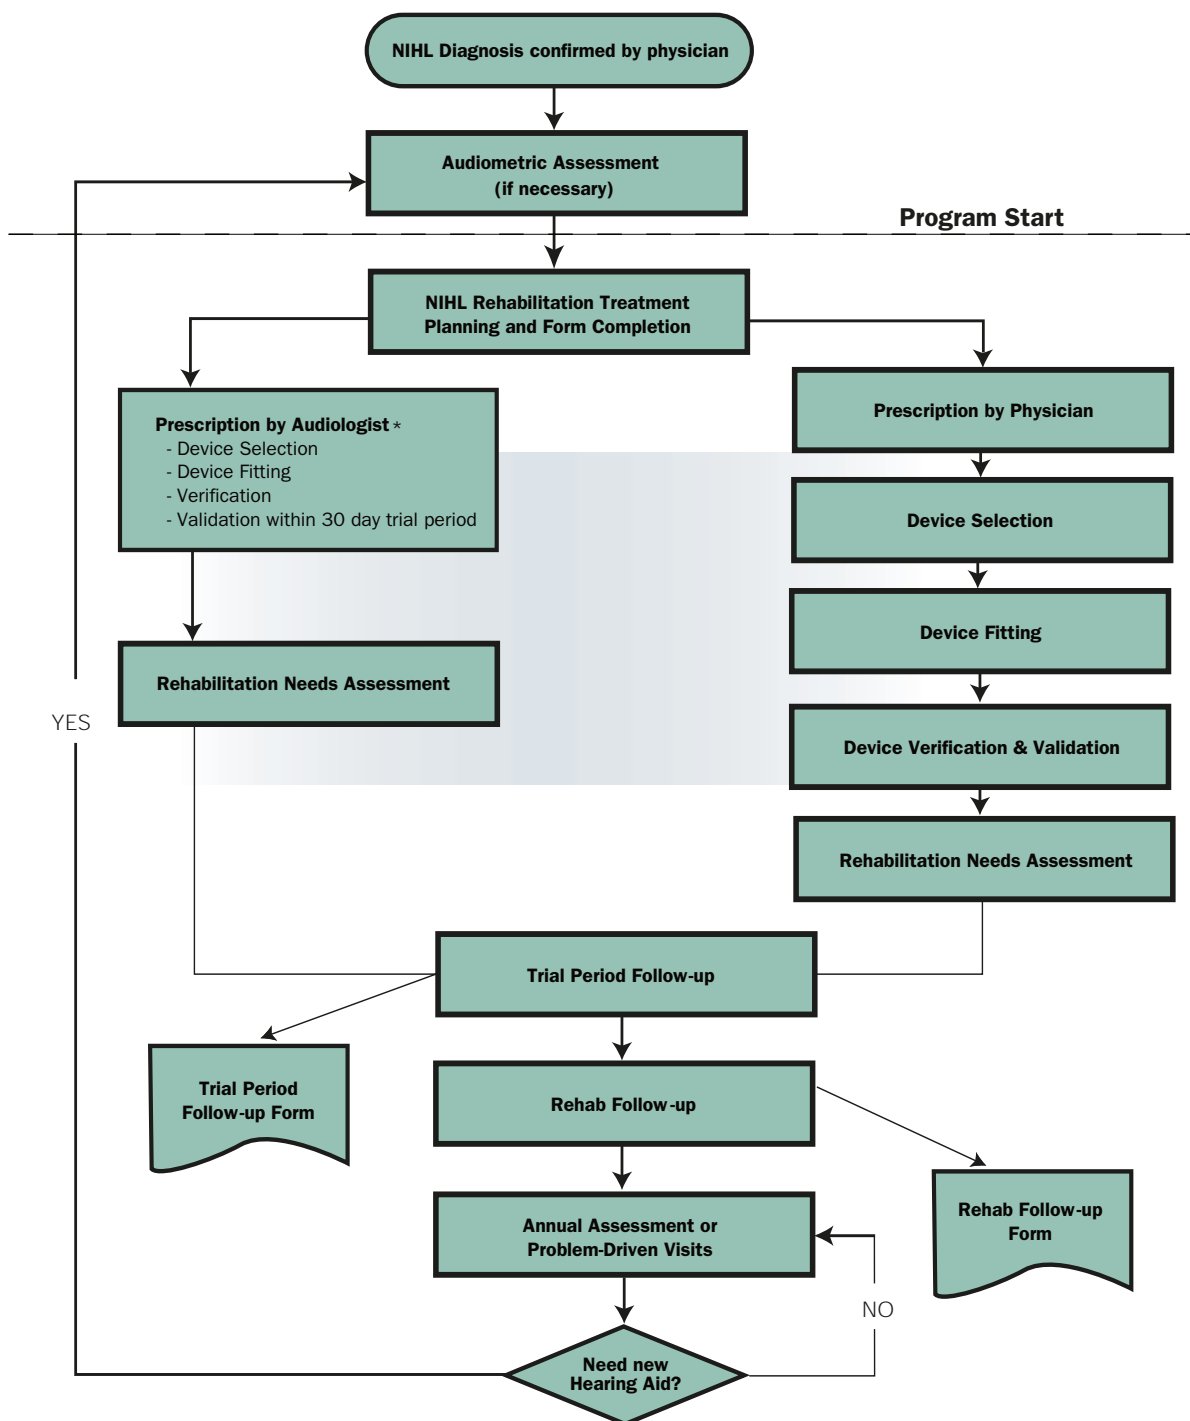 NIHL Diagnosis confirmed by physician
Audiometric Assessment
(if necessary)
Program Start
NIHL Rehabilitation Treatment
Planning and Form Completion
Prescription by Audiologist *
- Device Selection
- Device Fitting
- Verification
- Validation within 30 day trial period
Prescription by Physician
Device Selection
Device Fitting
Rehabilitation Needs Assessment
YES
Device Verification & Validation
Rehabilitation Needs Assessment
Trial Period Follow-up
Trial Period
Follow-up Form
Rehab Follow-up
Rehab Follow-up
Form
Annual Assessment or
Problem-Driven Visits
NO
Need new
Hearing Aid?